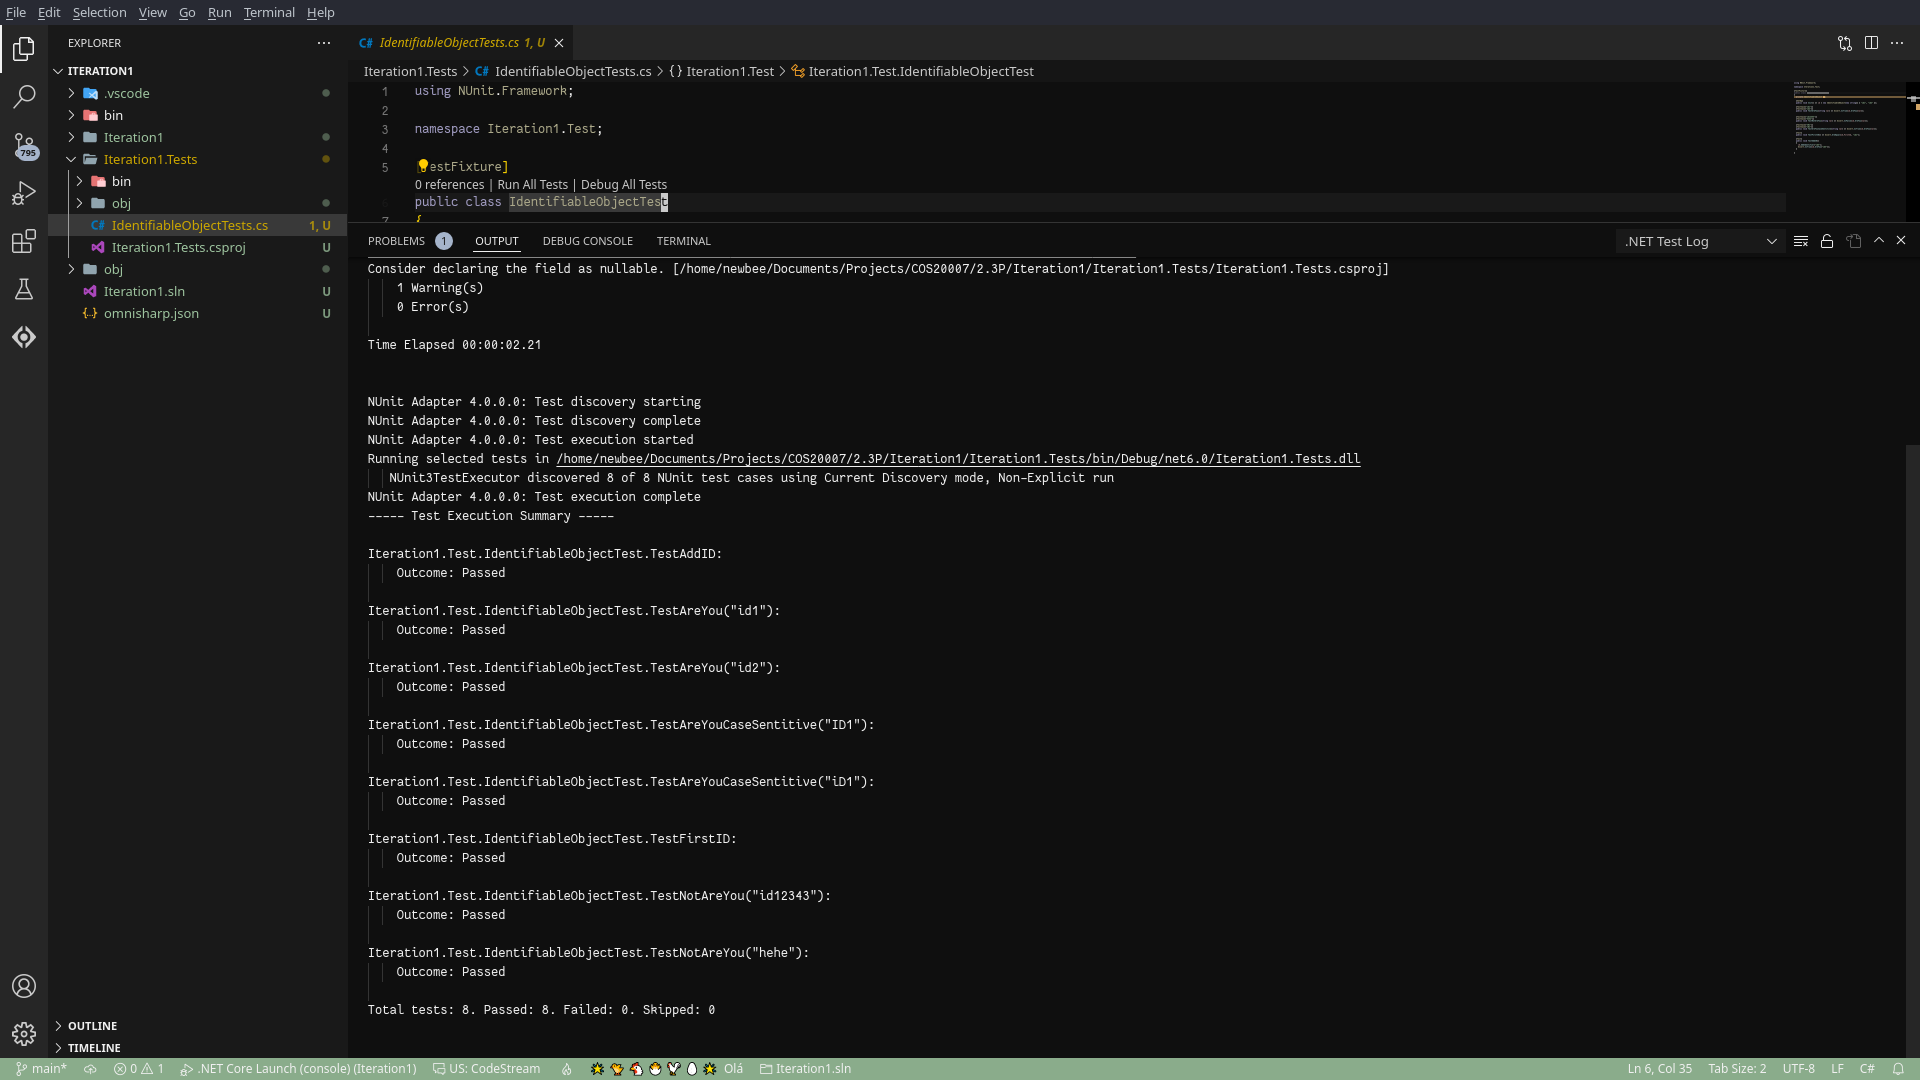 File Edit Selection View Go Run Terminal Help
EXPLORER
ITERATION1
.vscode
bin
Iteration1
Iteration1.Tests
bin
obj
IdentifiableObjectTests.cs 1, U
Iteration1.Tests.csproj U
obj
Iteration1.sln U
omnisharp.json U
795
OUTLINE
TIMELINE
C# IdentifiableObjectTests.cs 1, U
Iteration1.Tests > C# IdentifiableObjectTests.cs > {} Iteration1.Test > Iteration1.Test.IdentifiableObjectTest
1 using NUnit.Framework;
2
3 namespace Iteration1.Test;
4
5 estFixture]
0 references | Run All Tests | Debug All Tests
6 public class IdentifiableObjectTest
7 {
PROBLEMS 1 OUTPUT DEBUG CONSOLE TERMINAL .NET Test Log
Consider declaring the field as nullable. [/home/newbee/Documents/Projects/COS20007/2.3P/Iteration1/Iteration1.Tests/Iteration1.Tests.csproj]
1 Warning(s)
0 Error(s)
Time Elapsed 00:00:02.21
NUnit Adapter 4.0.0.0: Test discovery starting
NUnit Adapter 4.0.0.0: Test discovery complete
NUnit Adapter 4.0.0.0: Test execution started
Running selected tests in /home/newbee/Documents/Projects/COS20007/2.3P/Iteration1/Iteration1.Tests/bin/Debug/net6.0/Iteration1.Tests.dll
NUnit3TestExecutor discovered 8 of 8 NUnit test cases using Current Discovery mode, Non-Explicit run
NUnit Adapter 4.0.0.0: Test execution complete
----- Test Execution Summary -----
Iteration1.Test.IdentifiableObjectTest.TestAddID:
Outcome: Passed
Iteration1.Test.IdentifiableObjectTest.TestAreYou("id1"):
Outcome: Passed
Iteration1.Test.IdentifiableObjectTest.TestAreYou("id2"):
Outcome: Passed
Iteration1.Test.IdentifiableObjectTest.TestAreYouCaseSentitive("ID1"):
Outcome: Passed
Iteration1.Test.IdentifiableObjectTest.TestAreYouCaseSentitive("iD1"):
Outcome: Passed
Iteration1.Test.IdentifiableObjectTest.TestFirstID:
Outcome: Passed
Iteration1.Test.IdentifiableObjectTest.TestNotAreYou("id12343"):
Outcome: Passed
Iteration1.Test.IdentifiableObjectTest.TestNotAreYou("hehe"):
Outcome: Passed
Total tests: 8. Passed: 8. Failed: 0. Skipped: 0
main* 0 1 .NET Core Launch (console) (Iteration1) US: CodeStream Olá Iteration1.sln Ln 6, Col 35 Tab Size: 2 UTF-8 LF C#